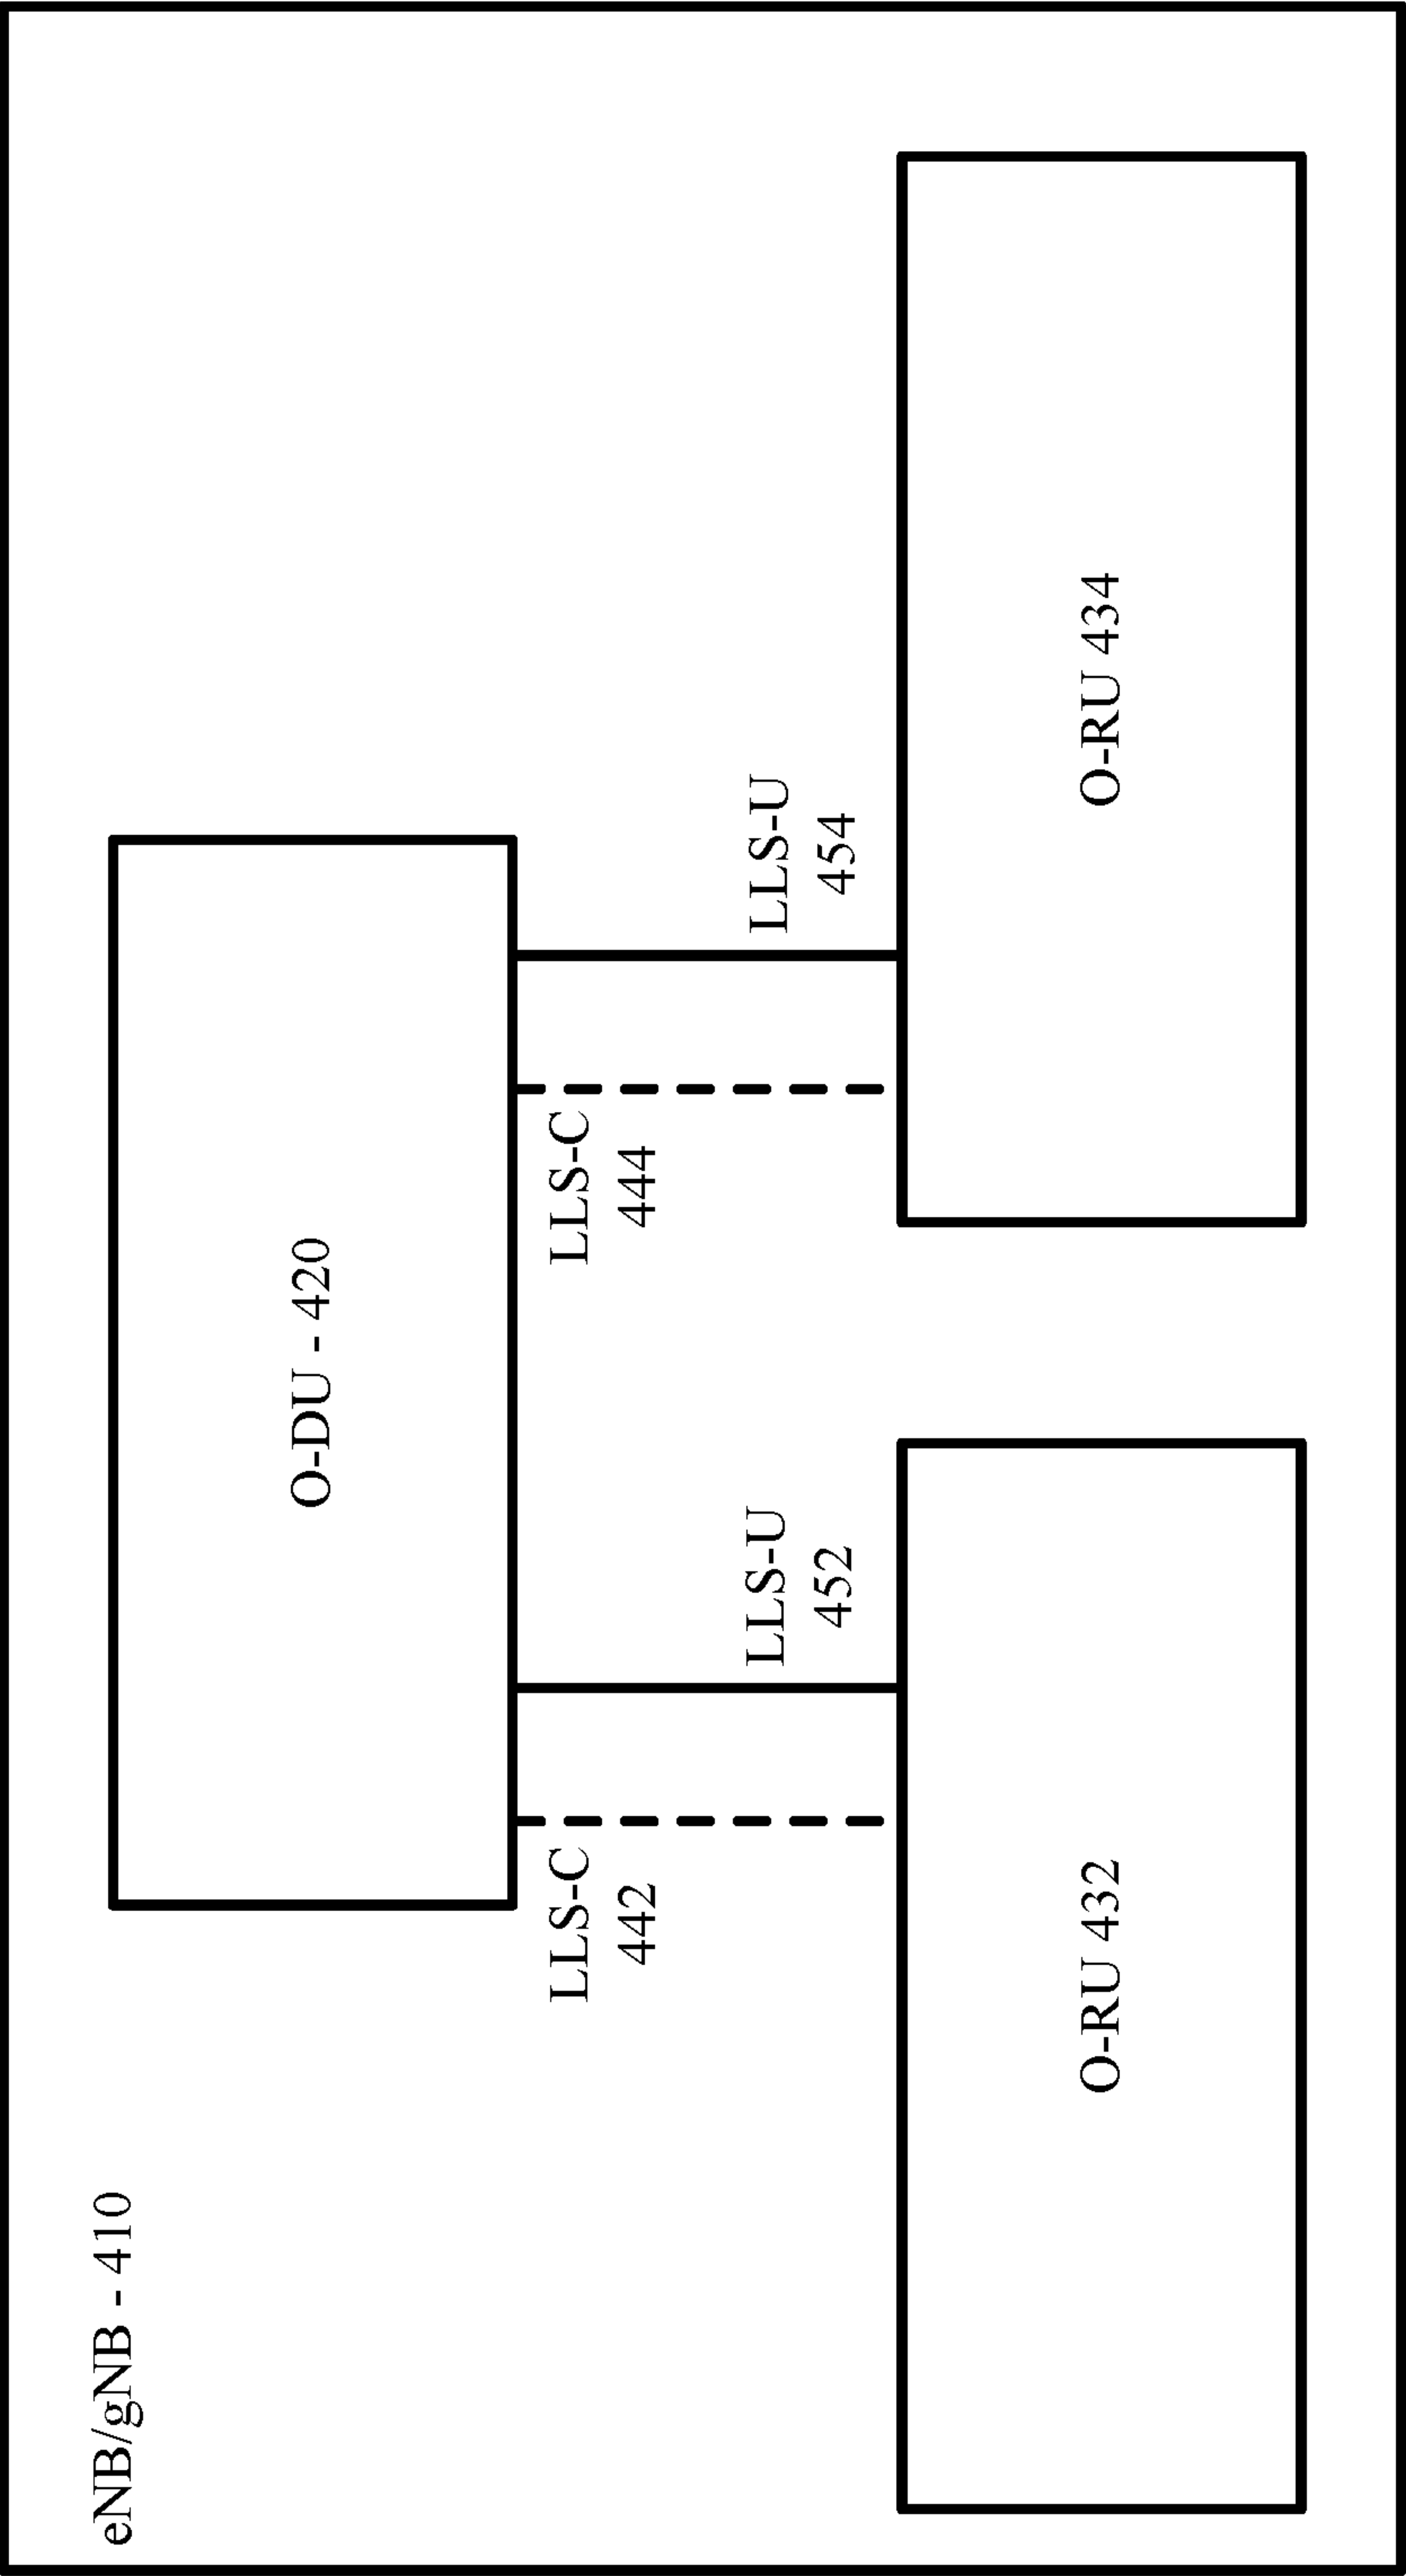 eNB/gNB - 410
O-DU - 420
LLS-C
442
LLS-U
452
LLS-C
444
LLS-U
454
O-RU 432
O-RU 434